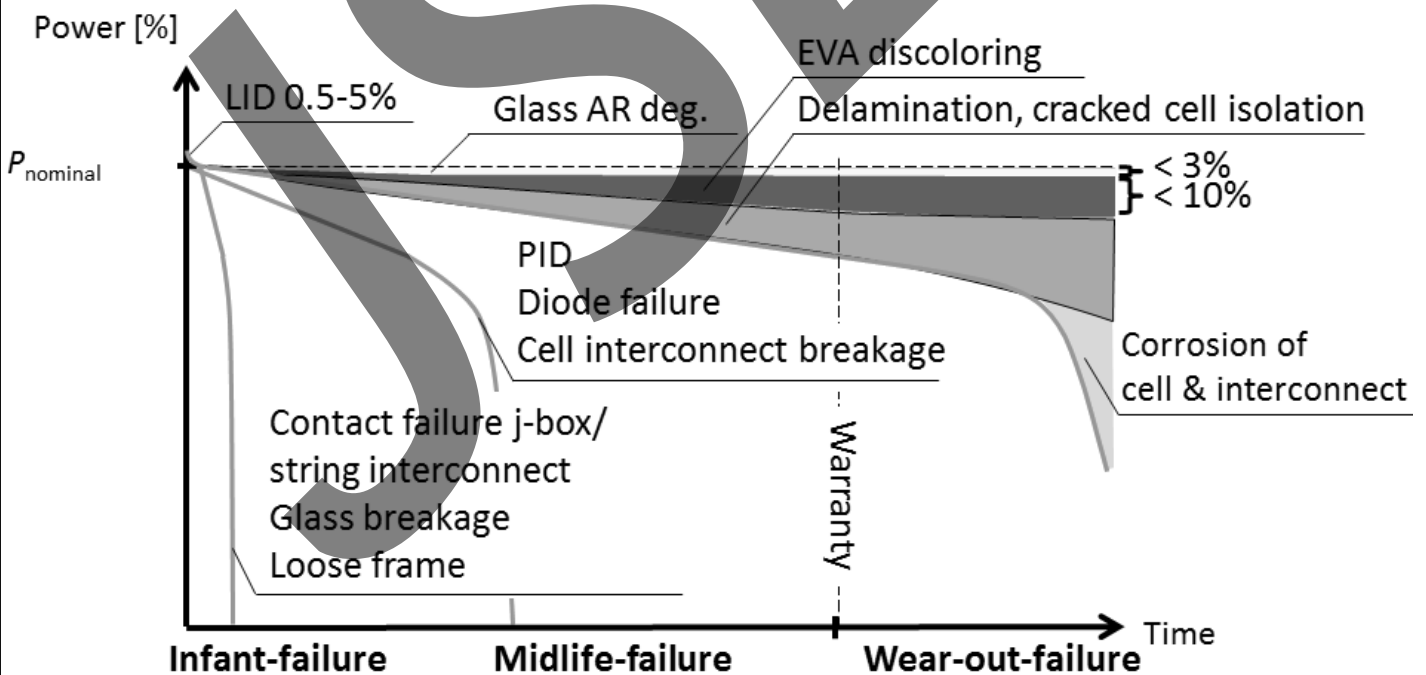 Power [%]
EVA discoloring
LID 0.5-5%
Glass AR deg.
Delamination, cracked cell isolation
Pnominal
< 3%
< 10%
PID
Diode failure
Cell interconnect breakage
Corrosion of
cell & interconnect
Contact failure j-box/
string interconnect
Glass breakage
Loose frame
Warranty
Time
Infant-failure
Midlife-failure
Wear-out-failure